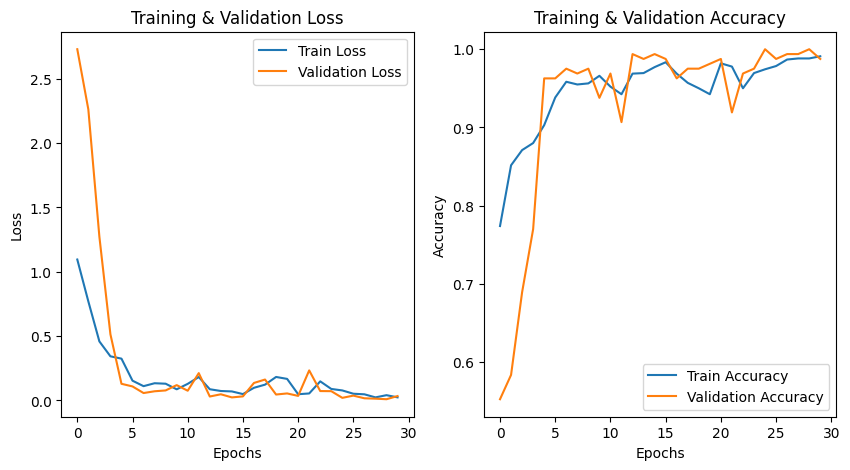 Training & Validation Loss
Train Loss
Validation Loss
2.5
2.0
1.5
1.0
0.5
0.0
Loss
0 5 10 15 20 25 30
Epochs
Training & Validation Accuracy
1.0
0.9
0.8
0.7
0.6
Accuracy
Train Accuracy
Validation Accuracy
0 5 10 15 20 25 30
Epochs